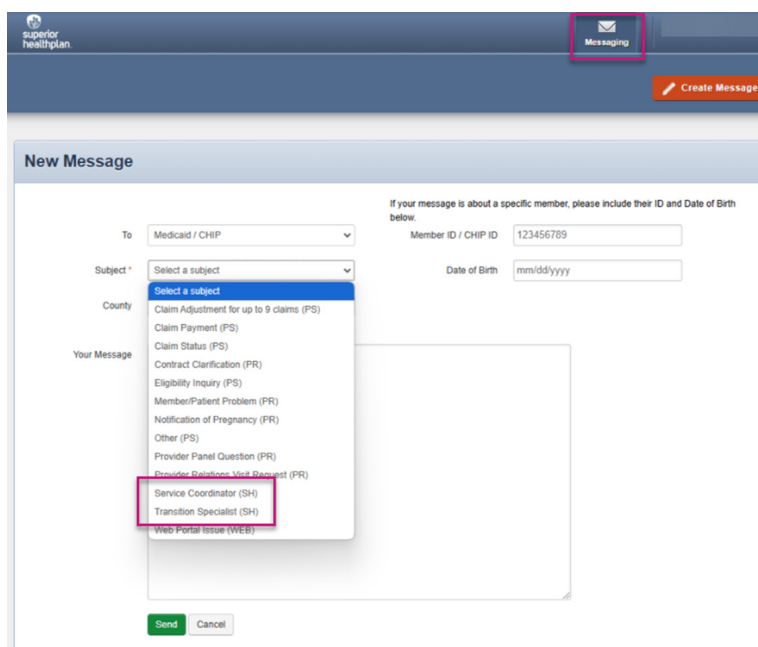 superior
healthplan.
Messaging
Create Message
New Message
If your message is about a specific member, please include their ID and Date of Birth
below.
To
Medicaid / CHIP
Member ID / CHIP ID
123456789
Subject *
Select a subject
Date of Birth
mm/dd/yyyy
Select a subject
County
Claim Adjustment for up to 9 claims (PS)
Claim Payment (PS)
Claim Status (PS)
Your Message
Contract Clarification (PR)
Eligibility Inquiry (PS)
Member/Patient Problem (PR)
Notification of Pregnancy (PR)
Other (PS)
Provider Panel Question (PR)
Provider Relations Visit Request (PR)
Service Coordinator (SH)
Transition Specialist (SH)
Web Portal Issue (WEB)
Send
Cancel